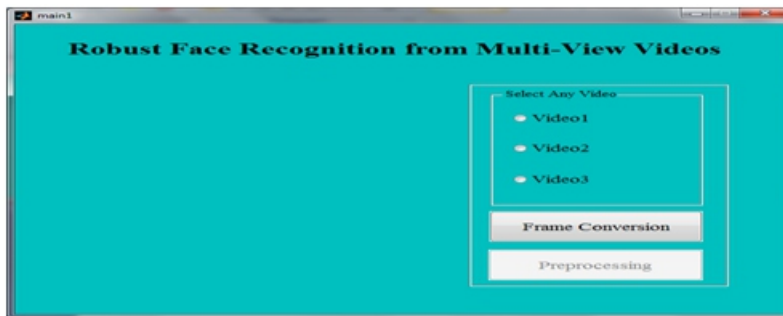 main1
Robust Face Recognition from Multi-View Videos
Select Any Video
Video1
Video2
Video3
Frame Conversion
Preprocessing